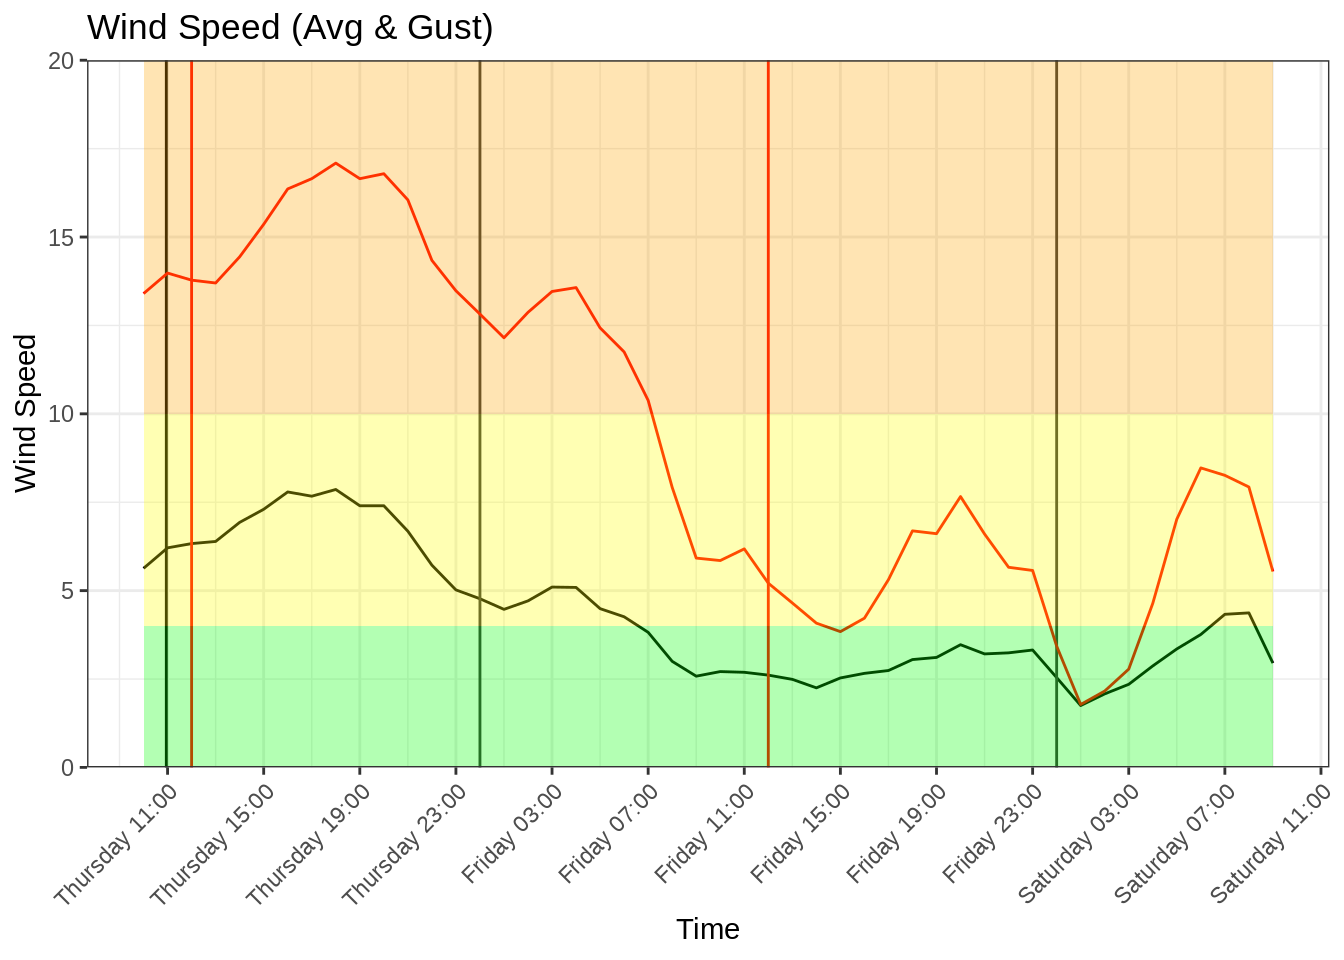 Wind Speed (Avg & Gust)
20
15
10
5
0
Wind Speed
Thursday 11:00
Thursday 15:00
Thursday 19:00
Thursday 23:00
Friday 03:00
Friday 07:00
Friday 11:00
Friday 15:00
Friday 19:00
Friday 23:00
Saturday 03:00
Saturday 07:00
Saturday 11:00
Time